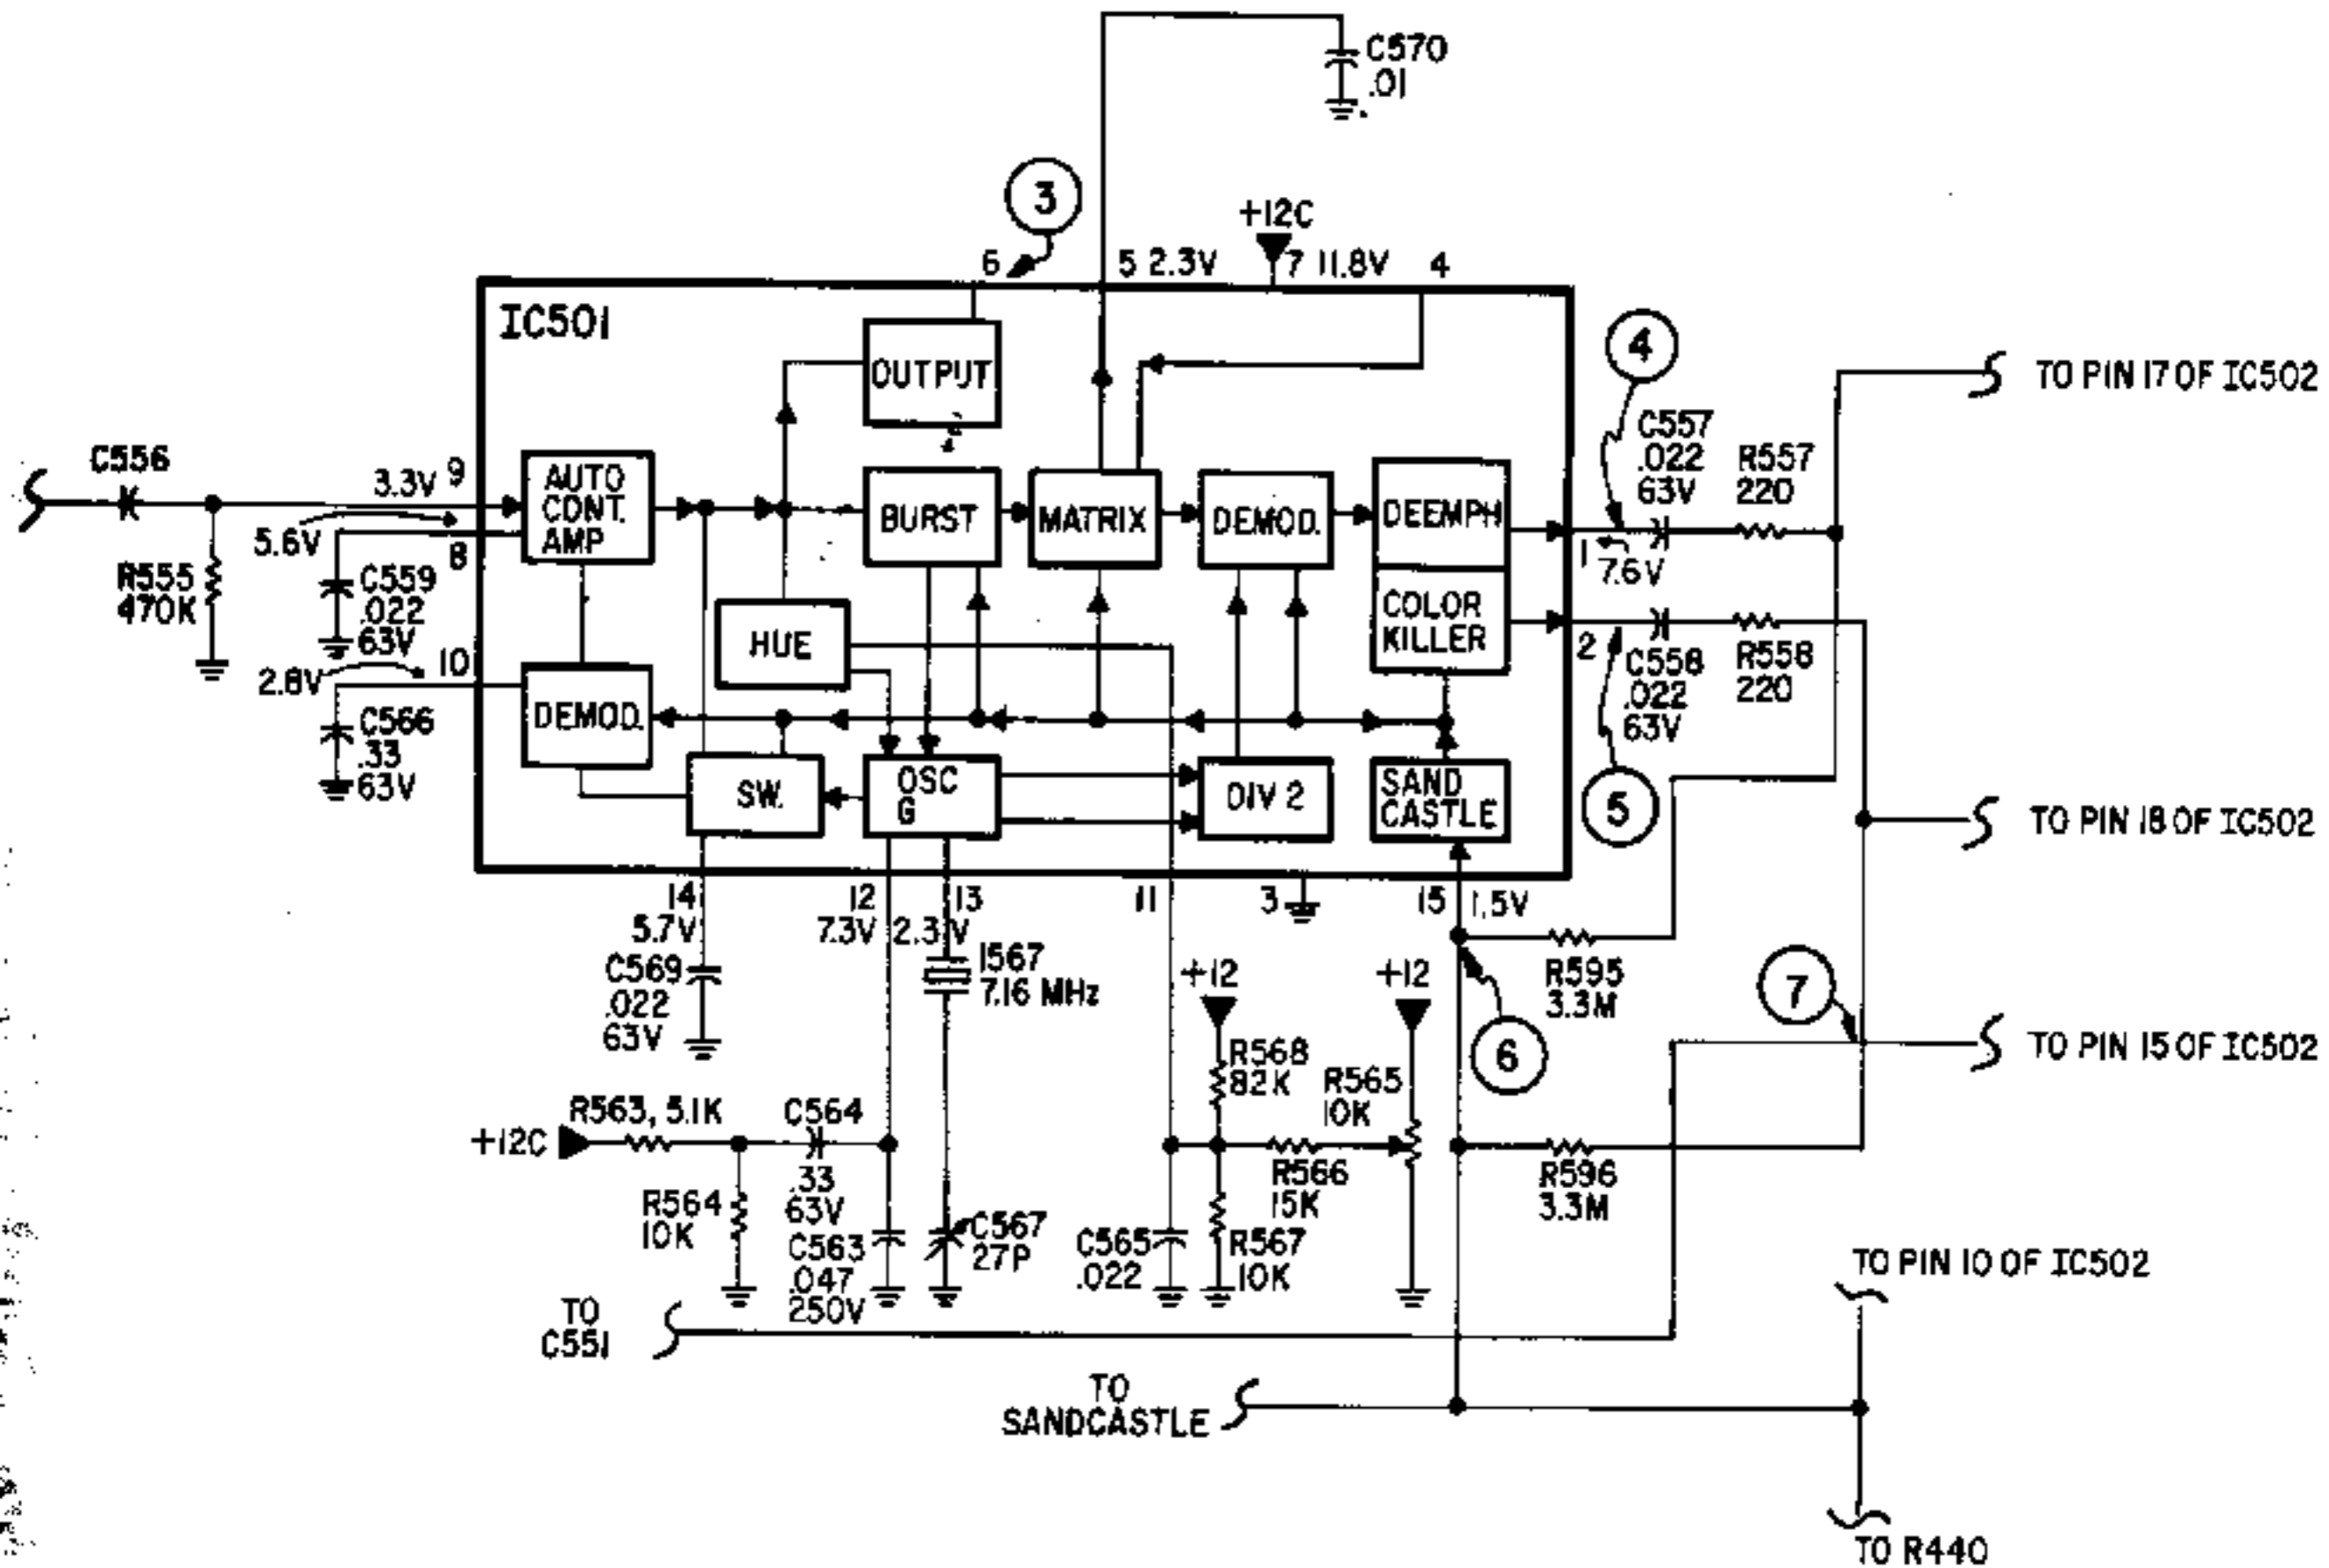 C570
.01
3
+12C
6
5 2.3V
7 11.8V
4
IC501
OUTPUT
4
TO PIN 17 OF IC502
C557
.022
63V
R557
220
C556
3.3V
9
AUTO
CONT.
AMP
BURST
MATRIX
DEMOD.
DEEMPH
5.6V
8
1
7.6V
R555
470K
C559
.022
63V
HUE
COLOR
KILLER
2
C558
.022
63V
R558
220
2.8V
10
C566
.33
63V
DEMOD.
SW.
OSC
G
DIV 2
SAND
CASTLE
5
TO PIN 18 OF IC502
14
5.7V
12
7.3V
13
2.3V
11
3
15
1.5V
C569
.022
63V
1567
7.16 MHz
+12
+12
R595
3.3M
7
6
TO PIN 15 OF IC502
R568
82K
R565
10K
R563, 5.1K
C564
+12C
.33
63V
R566
15K
R596
3.3M
R564
10K
C563
.047
250V
C567
27P
C565
.022
R567
10K
TO PIN 10 OF IC502
TO
C551
TO
SANDCASTLE
TO R440